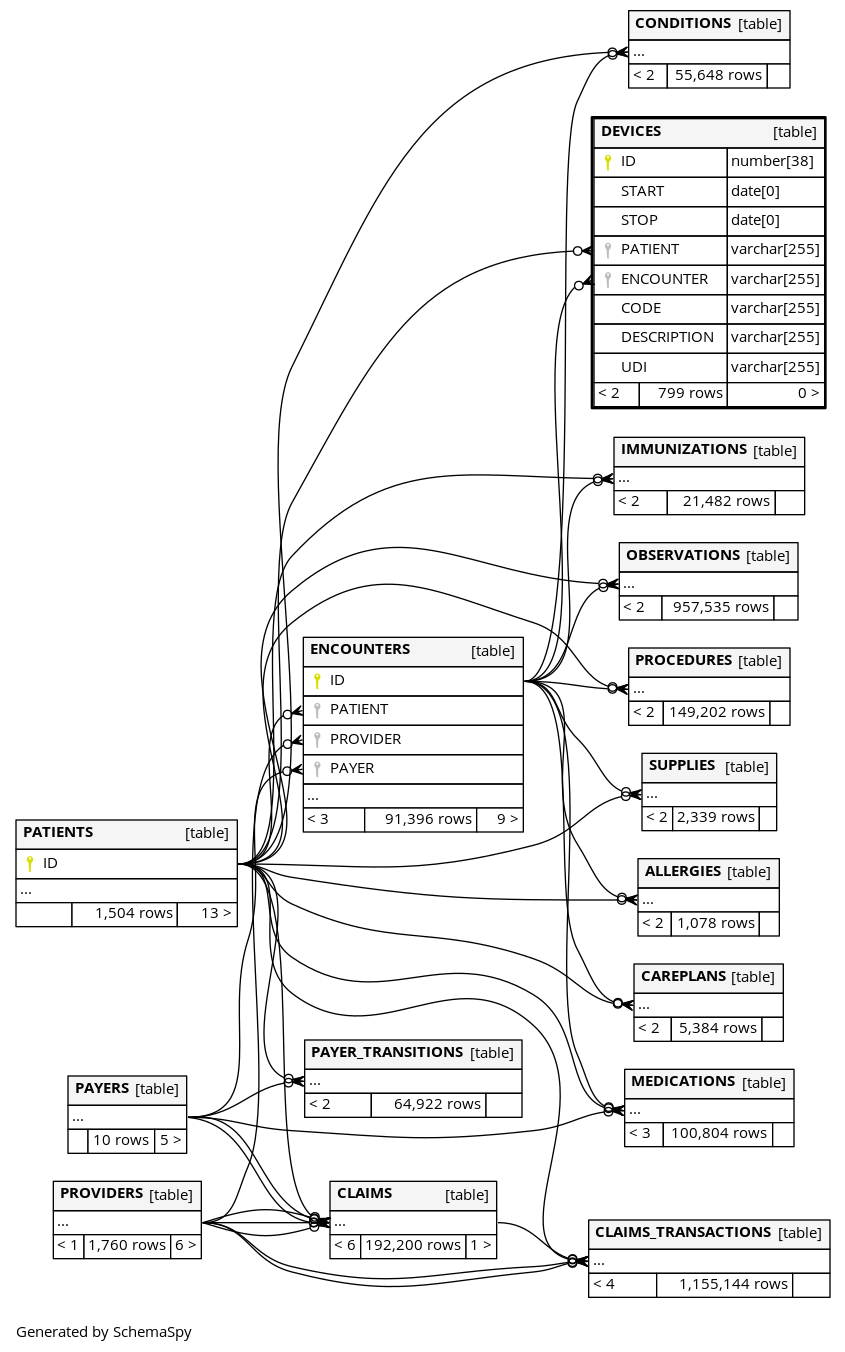 CONDITIONS [table]
...
< 2 55,648 rows
DEVICES [table]
ID number[38]
START date[0]
STOP date[0]
PATIENT varchar[255]
ENCOUNTER varchar[255]
CODE varchar[255]
DESCRIPTION varchar[255]
UDI varchar[255]
< 2 799 rows 0 >
IMMUNIZATIONS [table]
...
< 2 21,482 rows
OBSERVATIONS [table]
...
< 2 957,535 rows
ENCOUNTERS [table]
ID
PATIENT
PROVIDER
PAYER
...
< 3 91,396 rows 9 >
PROCEDURES [table]
...
< 2 149,202 rows
SUPPLIES [table]
...
< 2 2,339 rows
PATIENTS [table]
ID
...
1,504 rows 13 >
ALLERGIES [table]
...
< 2 1,078 rows
CAREPLANS [table]
...
< 2 5,384 rows
PAYER_TRANSITIONS [table]
...
< 2 64,922 rows
MEDICATIONS [table]
...
< 3 100,804 rows
PAYERS [table]
...
10 rows 5 >
PROVIDERS [table]
...
< 1 1,760 rows 6 >
CLAIMS [table]
...
< 6 192,200 rows 1 >
CLAIMS_TRANSACTIONS [table]
...
< 4 1,155,144 rows
Generated by SchemaSpy